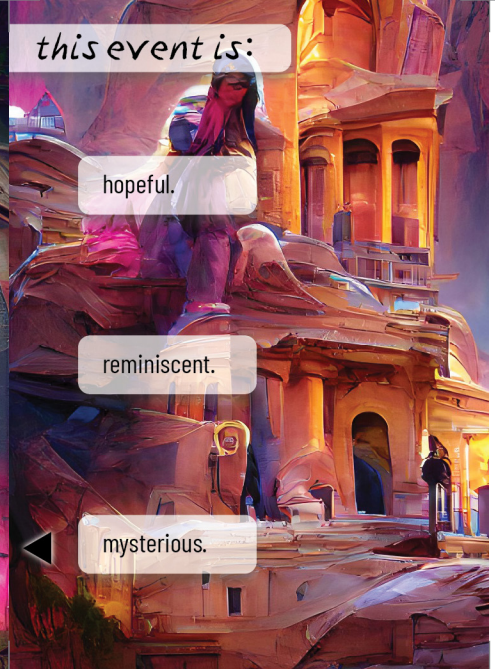 this event is:
hopeful.
reminiscent.
mysterious.